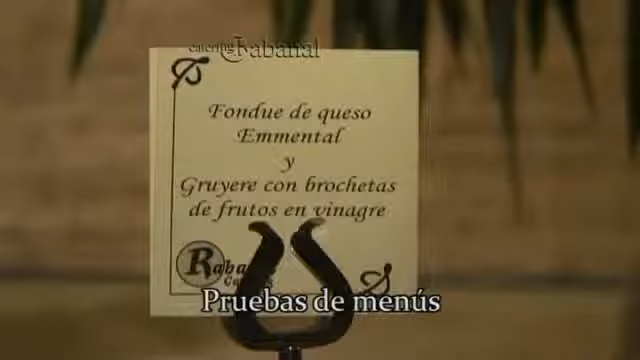 catering Rabanal
Fondue de queso
Emmental
y
Gruyere con brochetas
de frutos en vinagre
Pruebas de menús